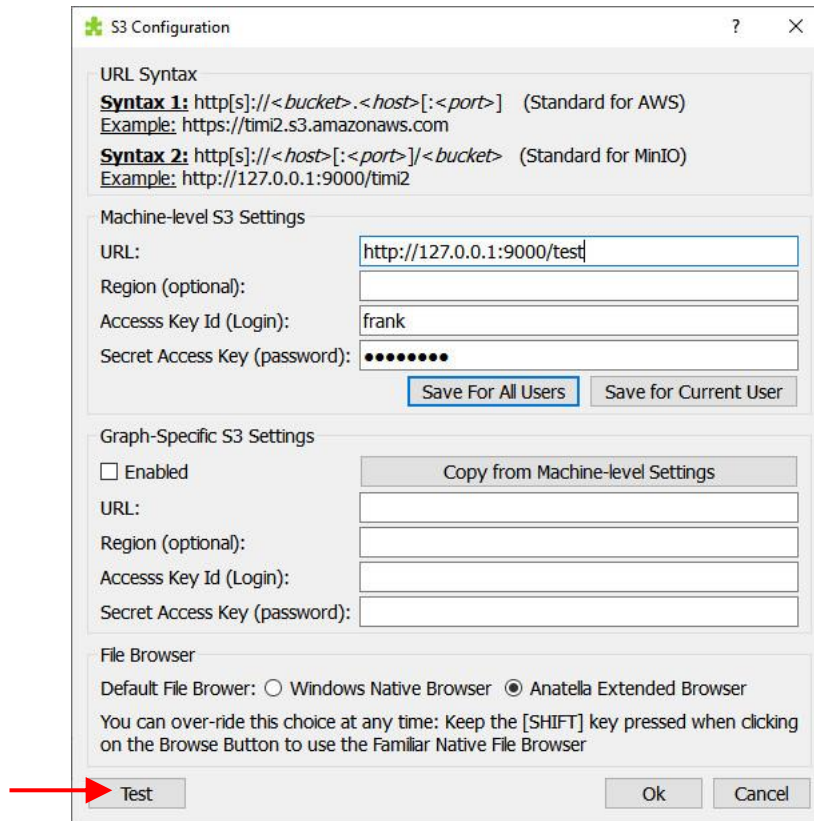 S3 Configuration ? ✕
URL Syntax
Syntax 1: http[s]://<bucket>.<host>[:<port>] (Standard for AWS)
Example: https://timi2.s3.amazonaws.com
Syntax 2: http[s]://<host>[:<port>]/<bucket> (Standard for MinIO)
Example: http://127.0.0.1:9000/timi2
Machine-level S3 Settings
URL: http://127.0.0.1:9000/test
Region (optional):
Accesss Key Id (Login): frank
Secret Access Key (password): ●●●●●●●●
Save For All Users Save for Current User
Graph-Specific S3 Settings
Enabled Copy from Machine-level Settings
URL:
Region (optional):
Accesss Key Id (Login):
Secret Access Key (password):
File Browser
Default File Brower: Windows Native Browser Anatella Extended Browser
You can over-ride this choice at any time: Keep the [SHIFT] key pressed when clicking
on the Browse Button to use the Familiar Native File Browser
Test Ok Cancel